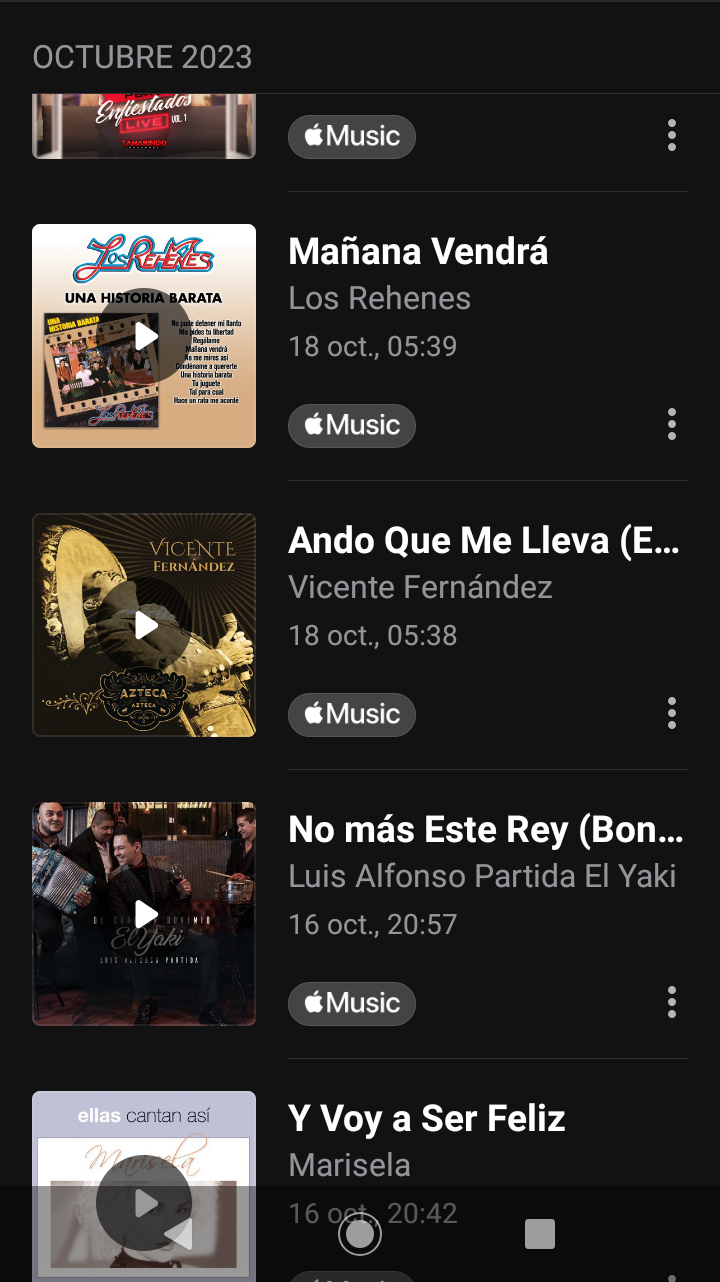 OCTUBRE 2023
Enfiestados
LIVE VOL. 1
TAMARINDO
Music
Los Rehenes
UNA HISTORIA BARATA
UNA
HISTORIA BARATA
No pude detener mi llanto
Me pides tu libertad
Regálame
Mañana vendrá
No me mires así
Condéname a quererte
Una historia barata
Tu juguete
Tal para cual
Hace un rato me acordé
Los Rehenes
Mañana Vendrá
Los Rehenes
18 oct., 05:39
Music
VICENTE
FERNÁNDEZ
AZTECA
AZTECA
Ando Que Me Lleva (E...
Vicente Fernández
18 oct., 05:38
Music
El Yaki
LUIS ALFONSO PARTIDA
No más Este Rey (Bon...
Luis Alfonso Partida El Yaki
16 oct., 20:57
Music
ellas cantan así
Marisela
Y Voy a Ser Feliz
Marisela
16 oct., 20:42